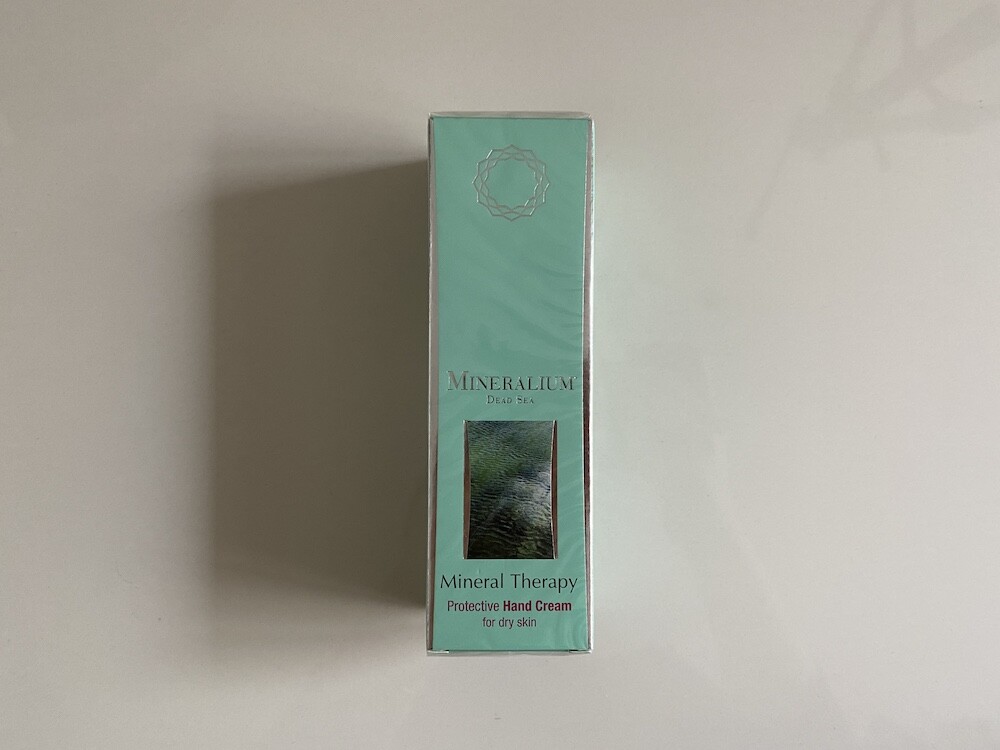 MINERALIUM
DEAD SEA
Mineral Therapy
Protective Hand Cream
for dry skin